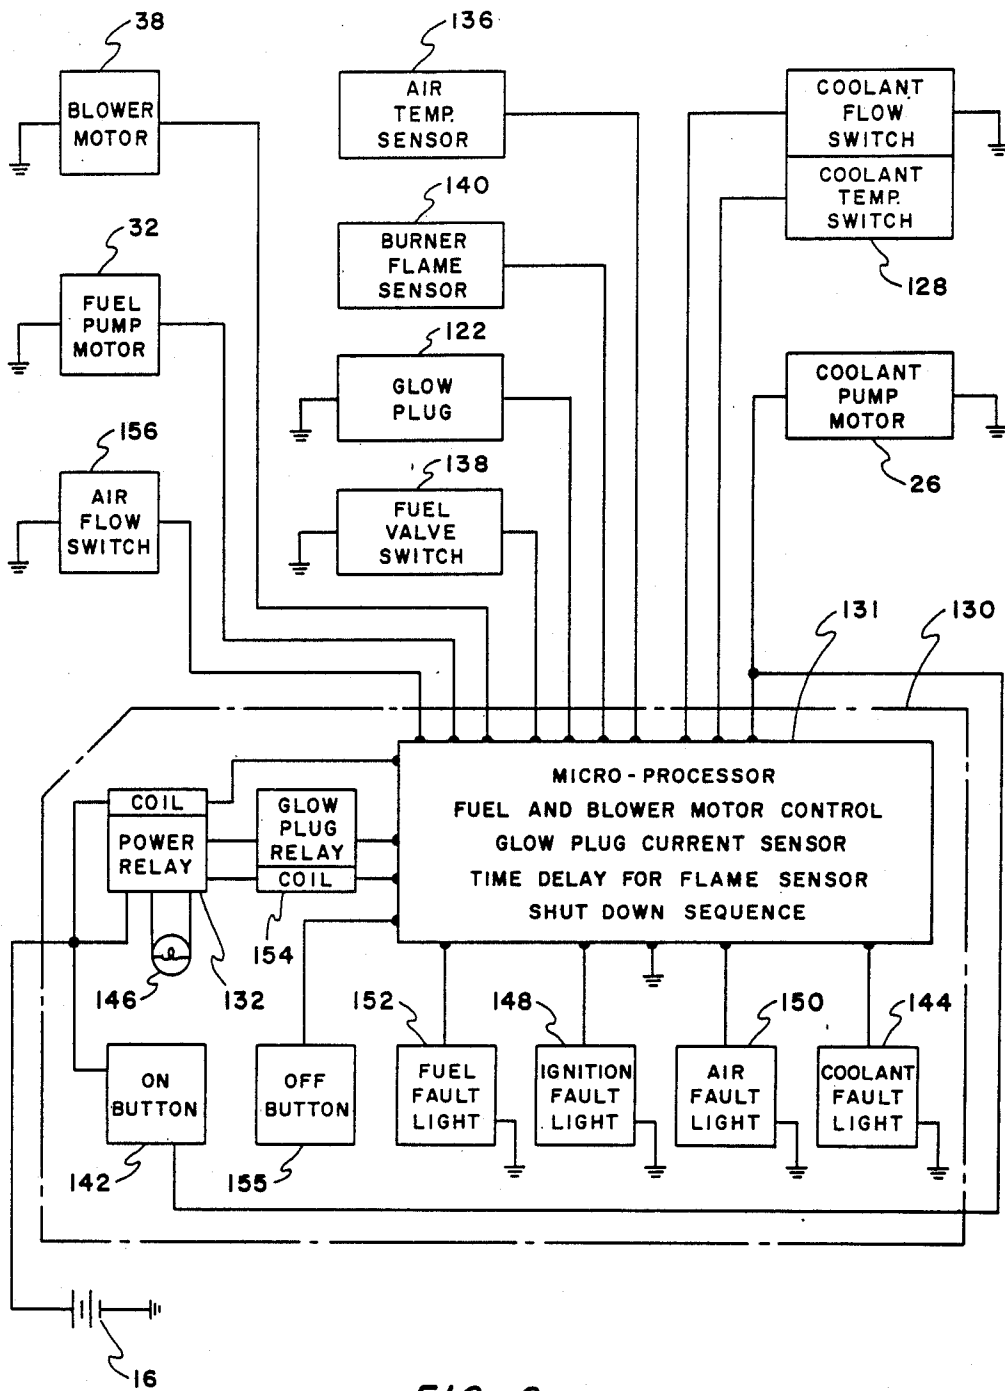 38
BLOWER
MOTOR
136
AIR
TEMP.
SENSOR
COOLANT
FLOW
SWITCH
COOLANT
TEMP.
SWITCH
128
32
FUEL
PUMP
MOTOR
140
BURNER
FLAME
SENSOR
122
GLOW
PLUG
COOLANT
PUMP
MOTOR
26
156
AIR
FLOW
SWITCH
138
FUEL
VALVE
SWITCH
131
130
MICRO-PROCESSOR
FUEL AND BLOWER MOTOR CONTROL
GLOW PLUG CURRENT SENSOR
TIME DELAY FOR FLAME SENSOR
SHUT DOWN SEQUENCE
COIL
POWER
RELAY
GLOW
PLUG
RELAY
COIL
154
146
132
152
148
150
144
ON
BUTTON
OFF
BUTTON
FUEL
FAULT
LIGHT
IGNITION
FAULT
LIGHT
AIR
FAULT
LIGHT
COOLANT
FAULT
LIGHT
142
155
16